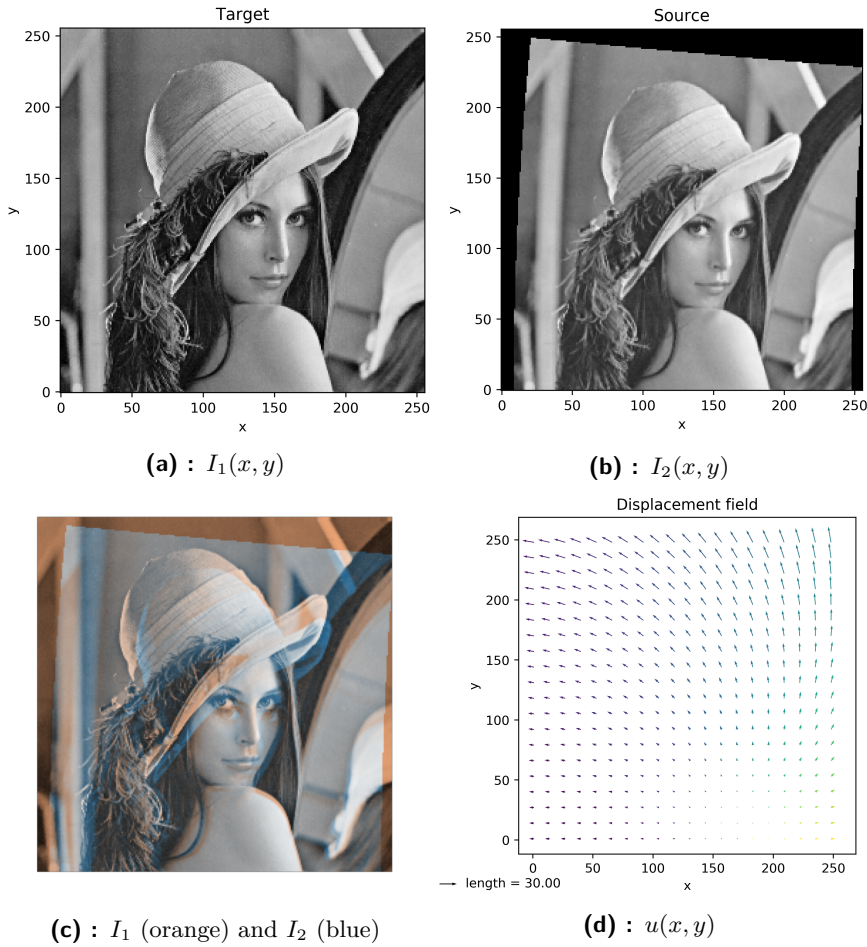 Target
Source
250
200
150
100
50
0
y
0 50 100 150 200 250
x
250
200
150
100
50
0
y
0 50 100 150 200 250
x
(a) : I₁(x, y)
(b) : I₂(x, y)
Displacement field
250
200
150
100
50
0
y
0 50 100 150 200 250
x
length = 30.00
(c) : I₁ (orange) and I₂ (blue)
(d) : u(x, y)